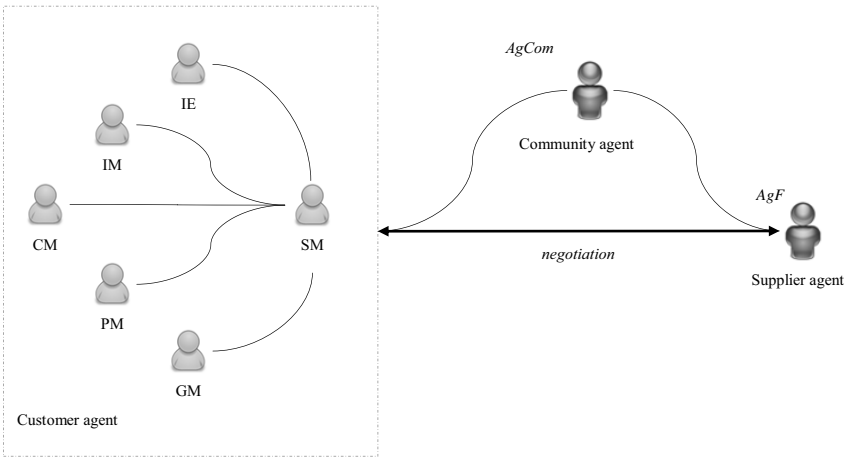 IE
IM
CM
SM
PM
GM
Customer agent
AgCom
Community agent
AgF
negotiation
Supplier agent